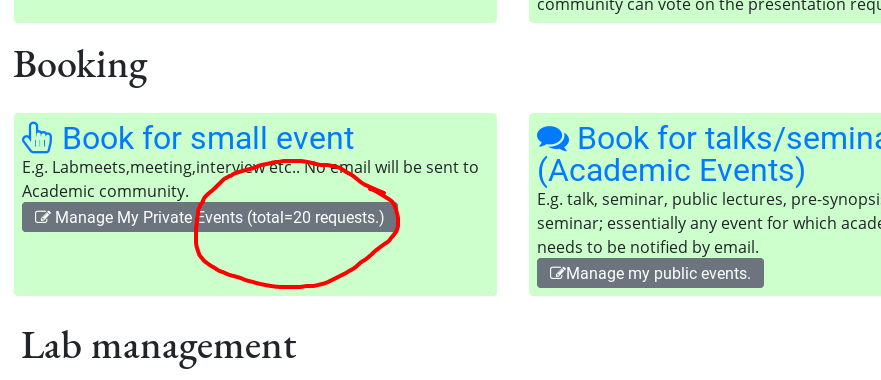 community can vote on the presentation requ
Booking
Book for small event
E.g. Labmeets,meeting,interview etc.. No email will be sent to
Academic community.
Manage My Private Events (total=20 requests.)
Book for talks/semina
(Academic Events)
E.g. talk, seminar, public lectures, pre-synopsi
seminar; essentially any event for which acade
needs to be notified by email.
Manage my public events.
Lab management